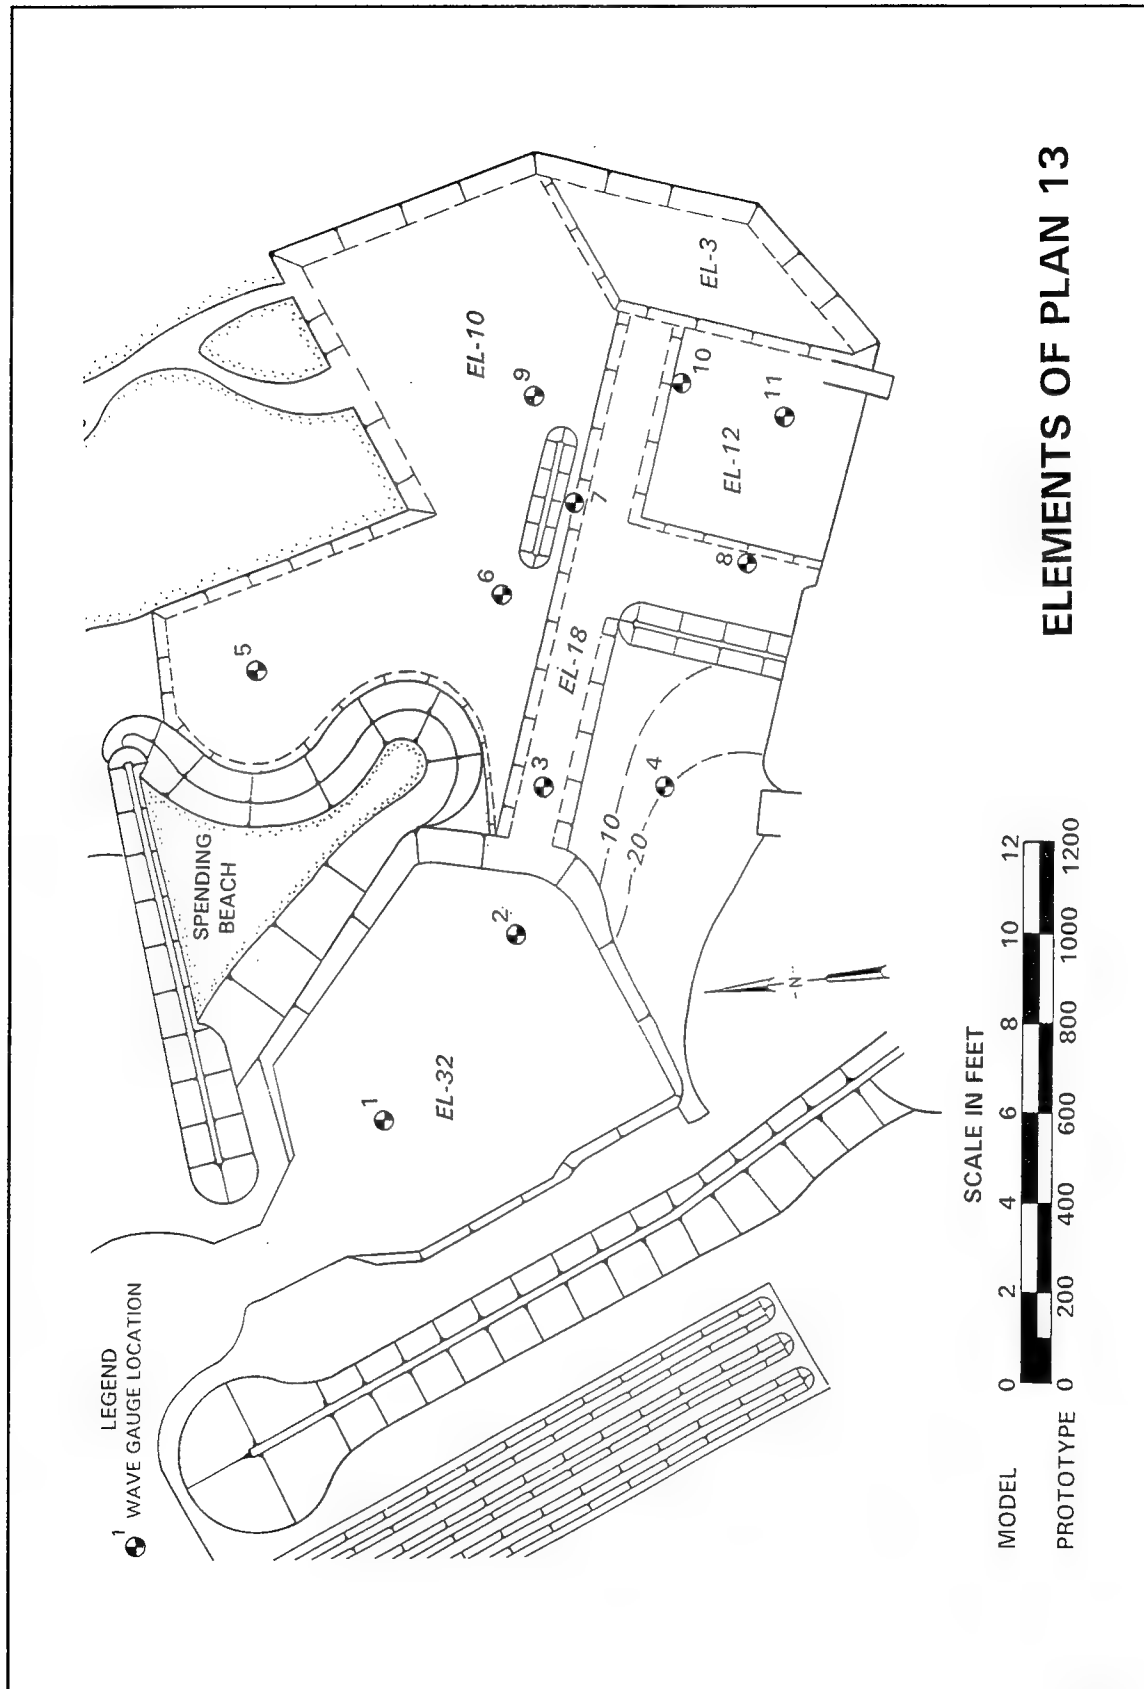 LEGEND
1 WAVE GAUGE LOCATION
SPENDING
BEACH
5
6
EL-10
9
7
EL-3
10
11
EL-12
8
EL-18
3
4
-10
-20
2
1
EL-32
-N-
SCALE IN FEET
MODEL 0 2 4 6 8 10 12
PROTOTYPE 0 200 400 600 800 1000 1200
ELEMENTS OF PLAN 13